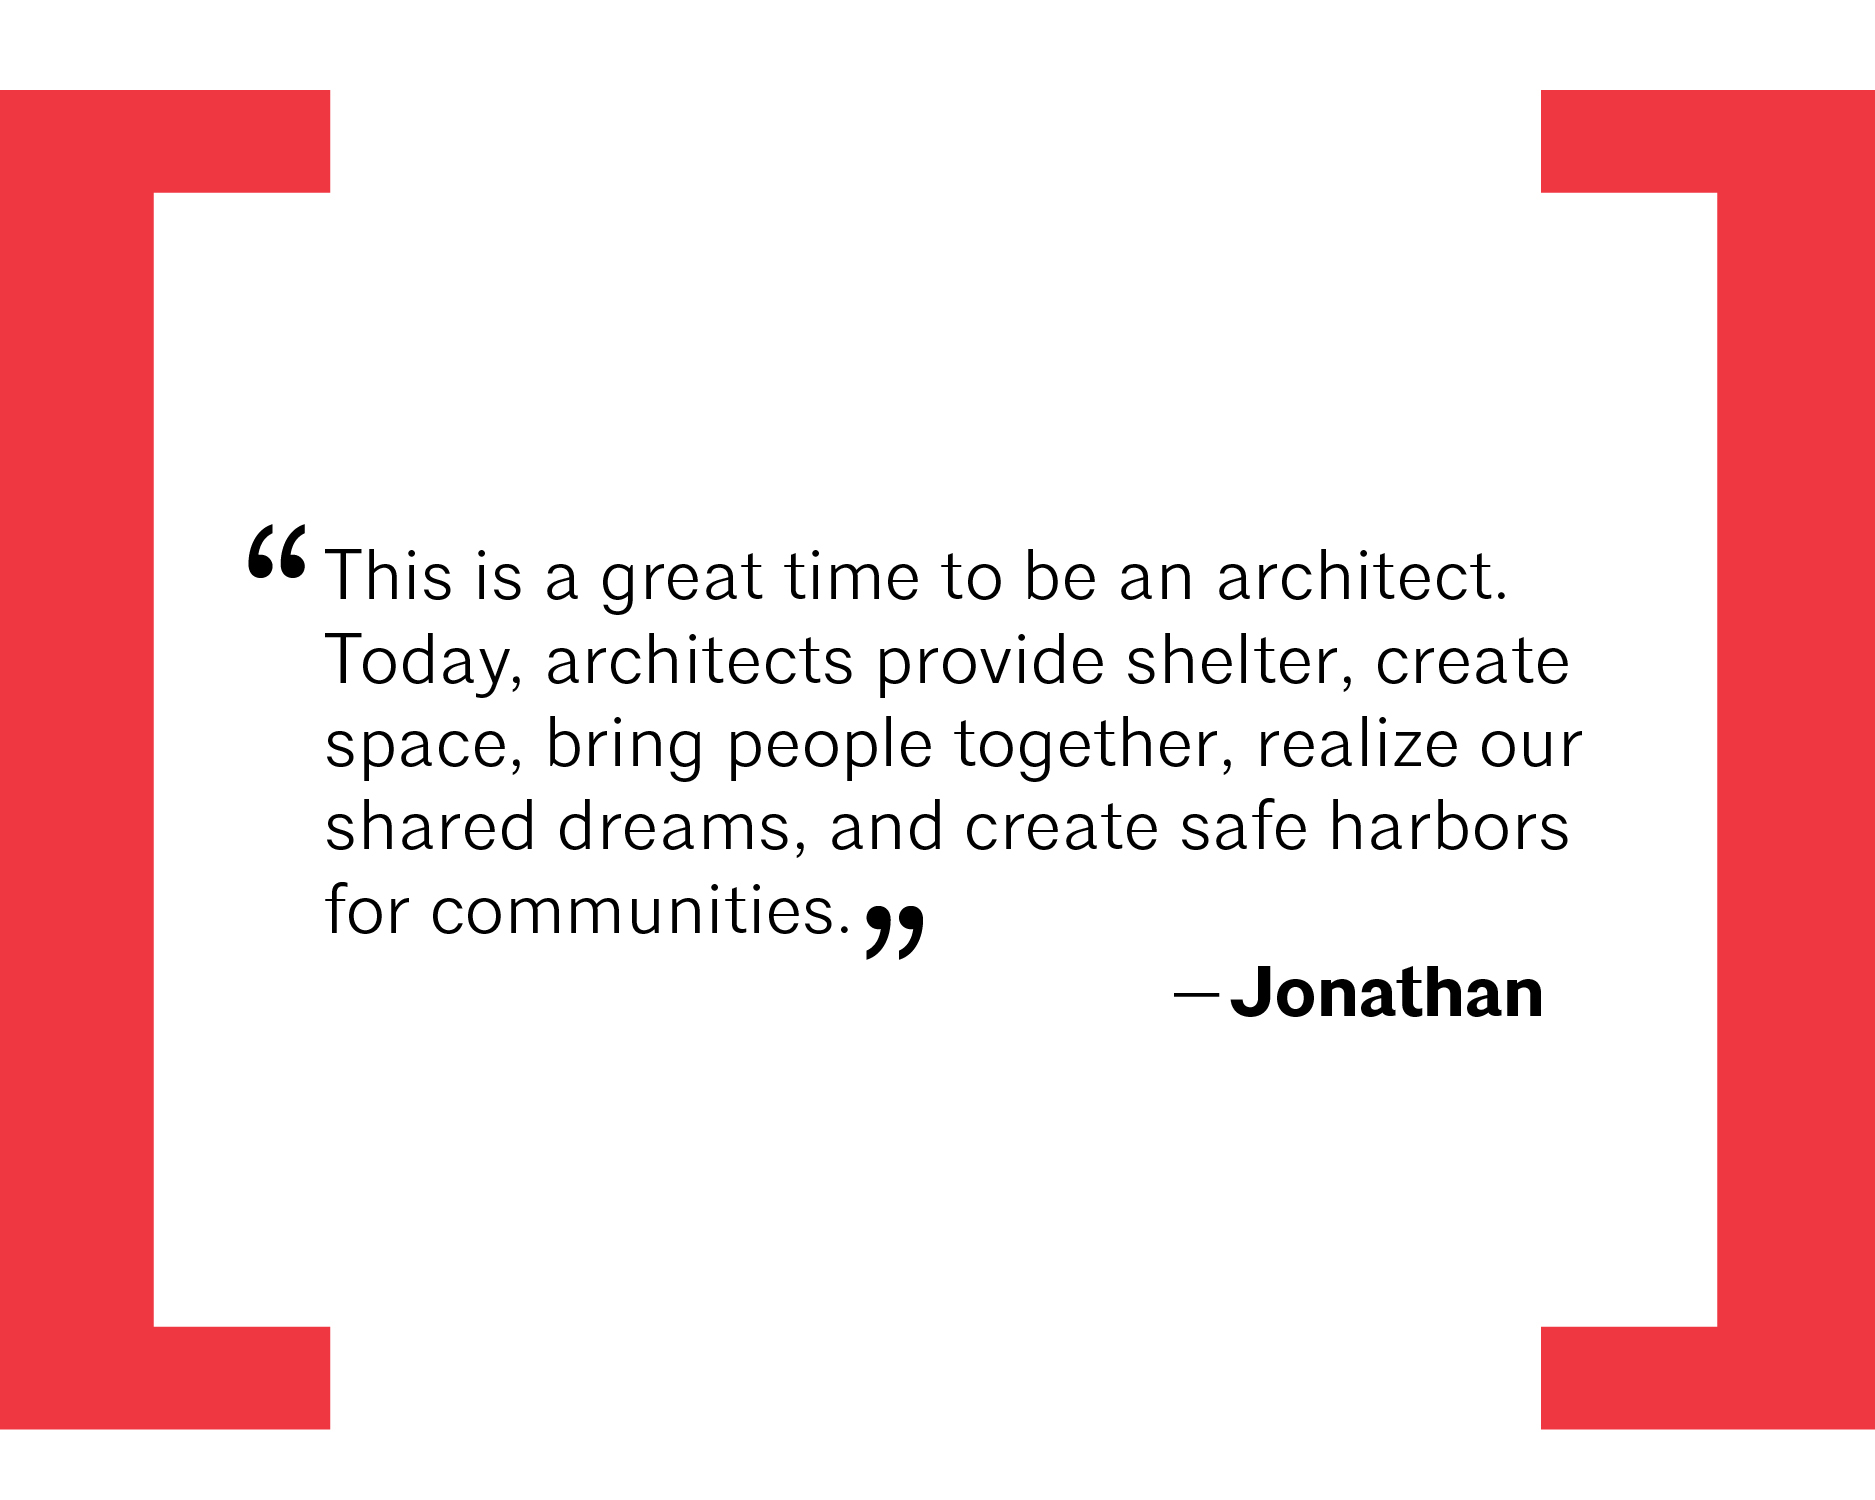 “This is a great time to be an architect.
Today, architects provide shelter, create
space, bring people together, realize our
shared dreams, and create safe harbors
for communities.”
—Jonathan